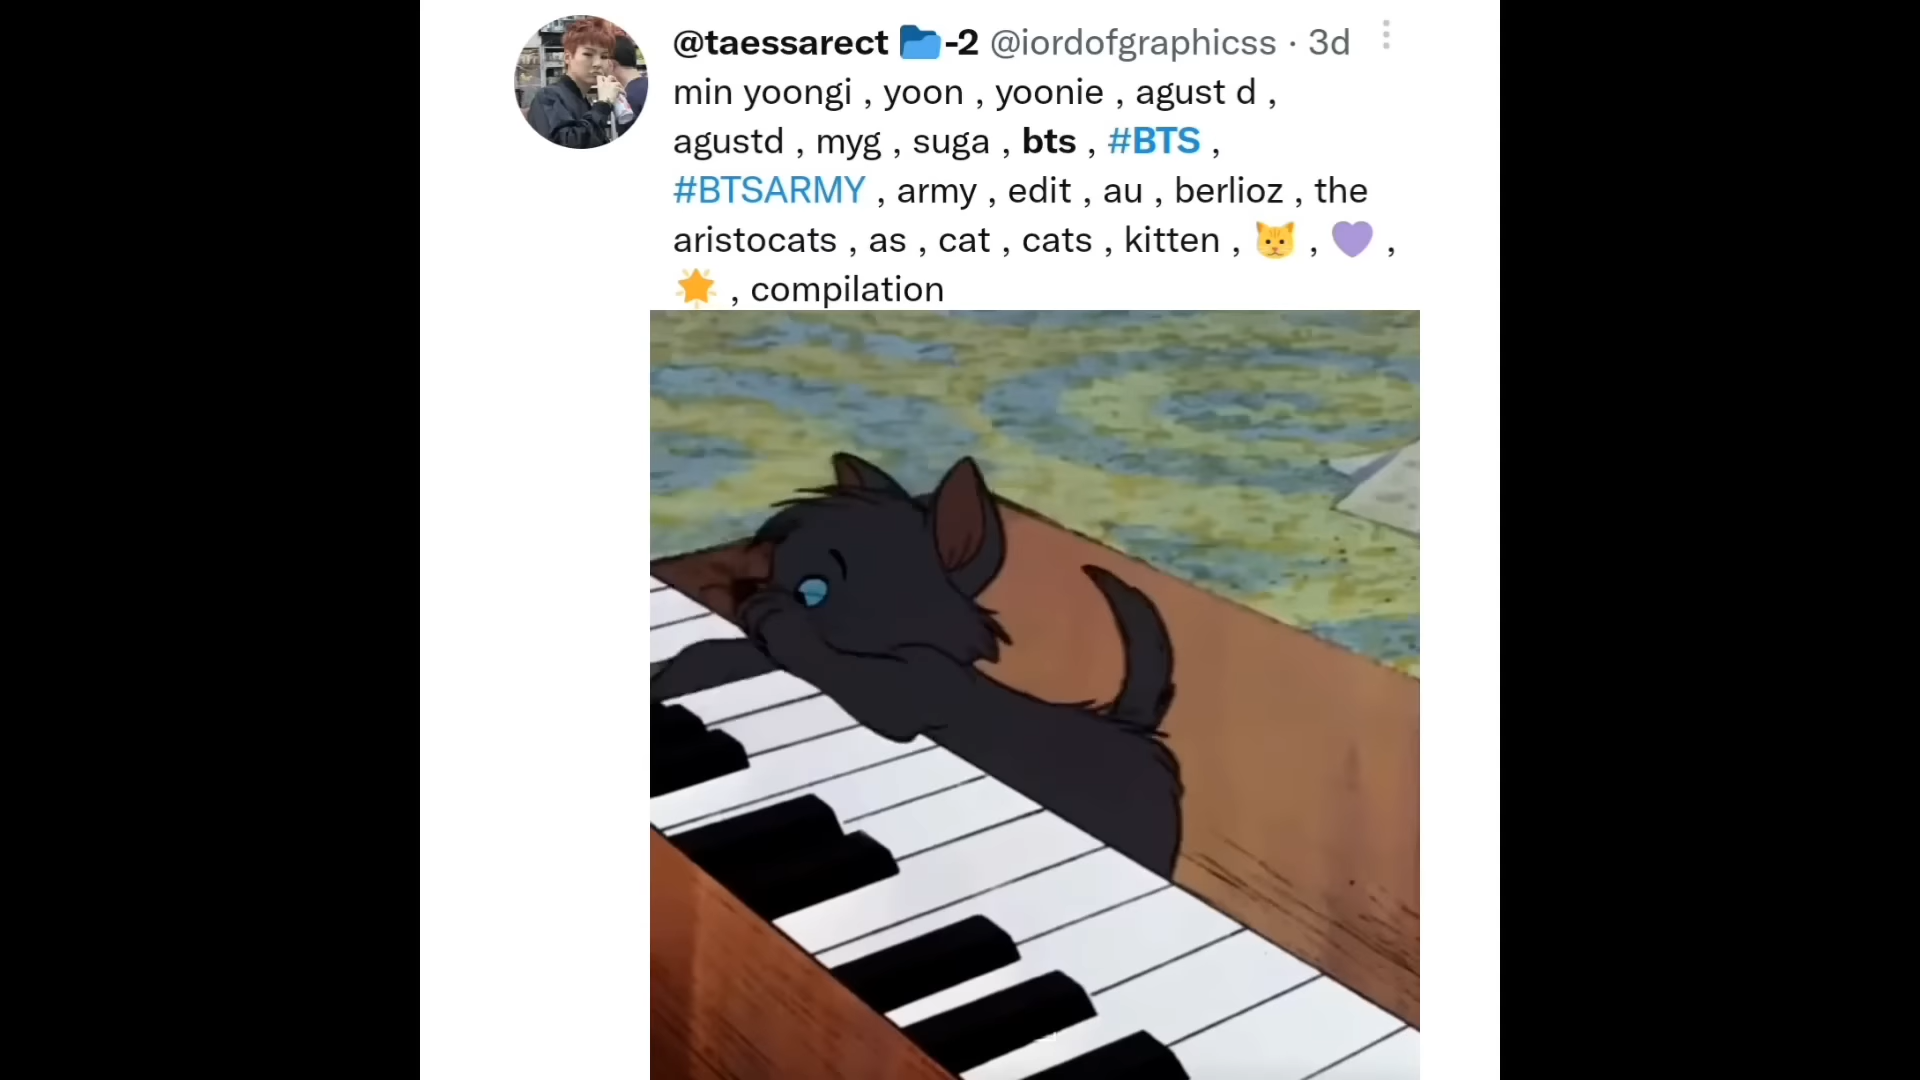 @taessarect 📂-2 @iordofgraphicss · 3d
min yoongi , yoon , yoonie , agust d ,
agustd , myg , suga , bts , #BTS ,
#BTSARMY , army , edit , au , berlioz , the
aristocats , as , cat , cats , kitten , 🐱 , 💜 ,
🌟 , compilation